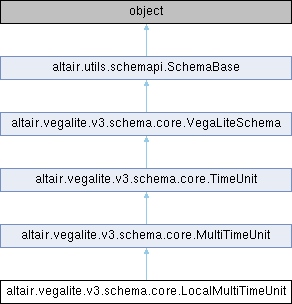 object
altair.utils.schemapi.SchemaBase
altair.vegalite.v3.schema.core.VegaLiteSchema
altair.vegalite.v3.schema.core.TimeUnit
altair.vegalite.v3.schema.core.MultiTimeUnit
altair.vegalite.v3.schema.core.LocalMultiTimeUnit